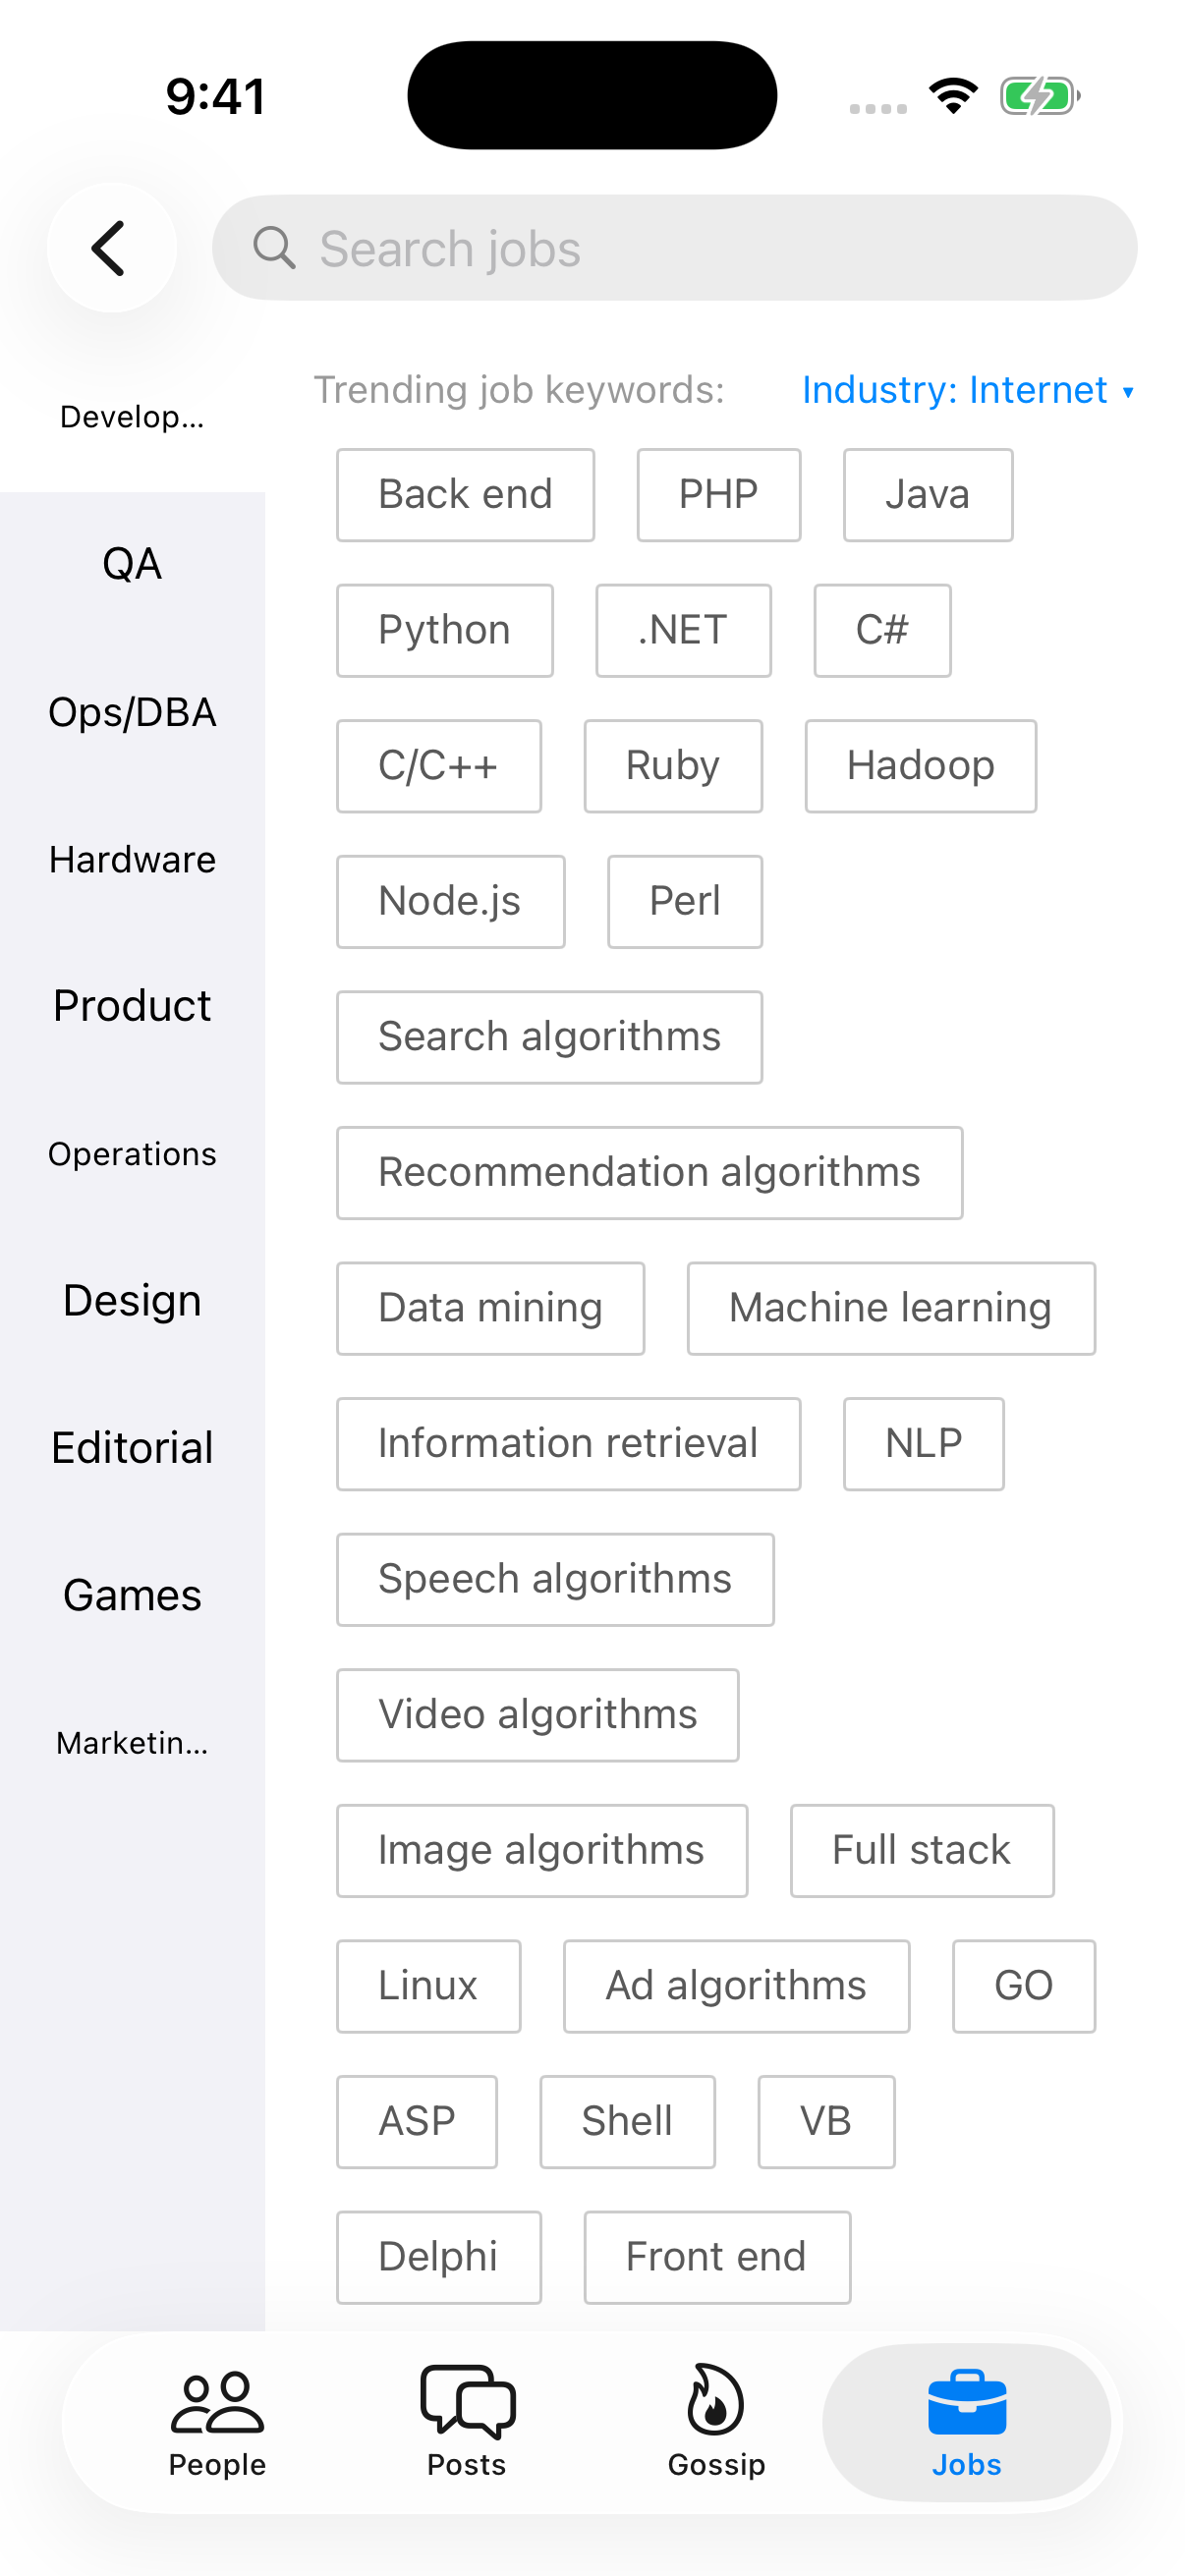 9:41
Search jobs
Trending job keywords:
Industry: Internet ▾
Develop...
QA
Ops/DBA
Hardware
Product
Operations
Design
Editorial
Games
Marketin...
Back end PHP Java
Python .NET C#
C/C++ Ruby Hadoop
Node.js Perl
Search algorithms
Recommendation algorithms
Data mining Machine learning
Information retrieval NLP
Speech algorithms
Video algorithms
Image algorithms Full stack
Linux Ad algorithms GO
ASP Shell VB
Delphi Front end
People Posts Gossip Jobs